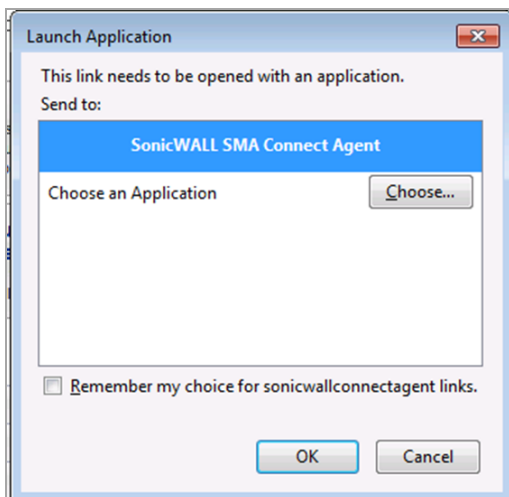 Launch Application
This link needs to be opened with an application.
Send to:
SonicWALL SMA Connect Agent
Choose an Application
Choose...
Remember my choice for sonicwallconnectagent links.
OK
Cancel